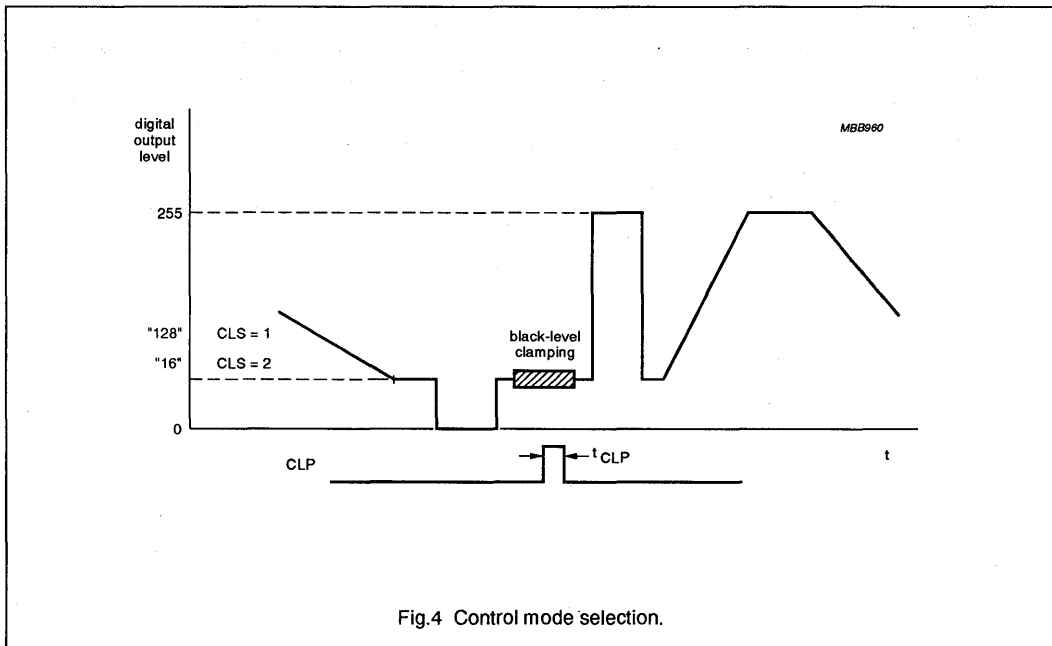 digital
output
level
MBB960
255
"128" CLS = 1
black-level
clamping
"16" CLS = 2
0
CLP
t CLP
t
Fig.4 Control mode selection.